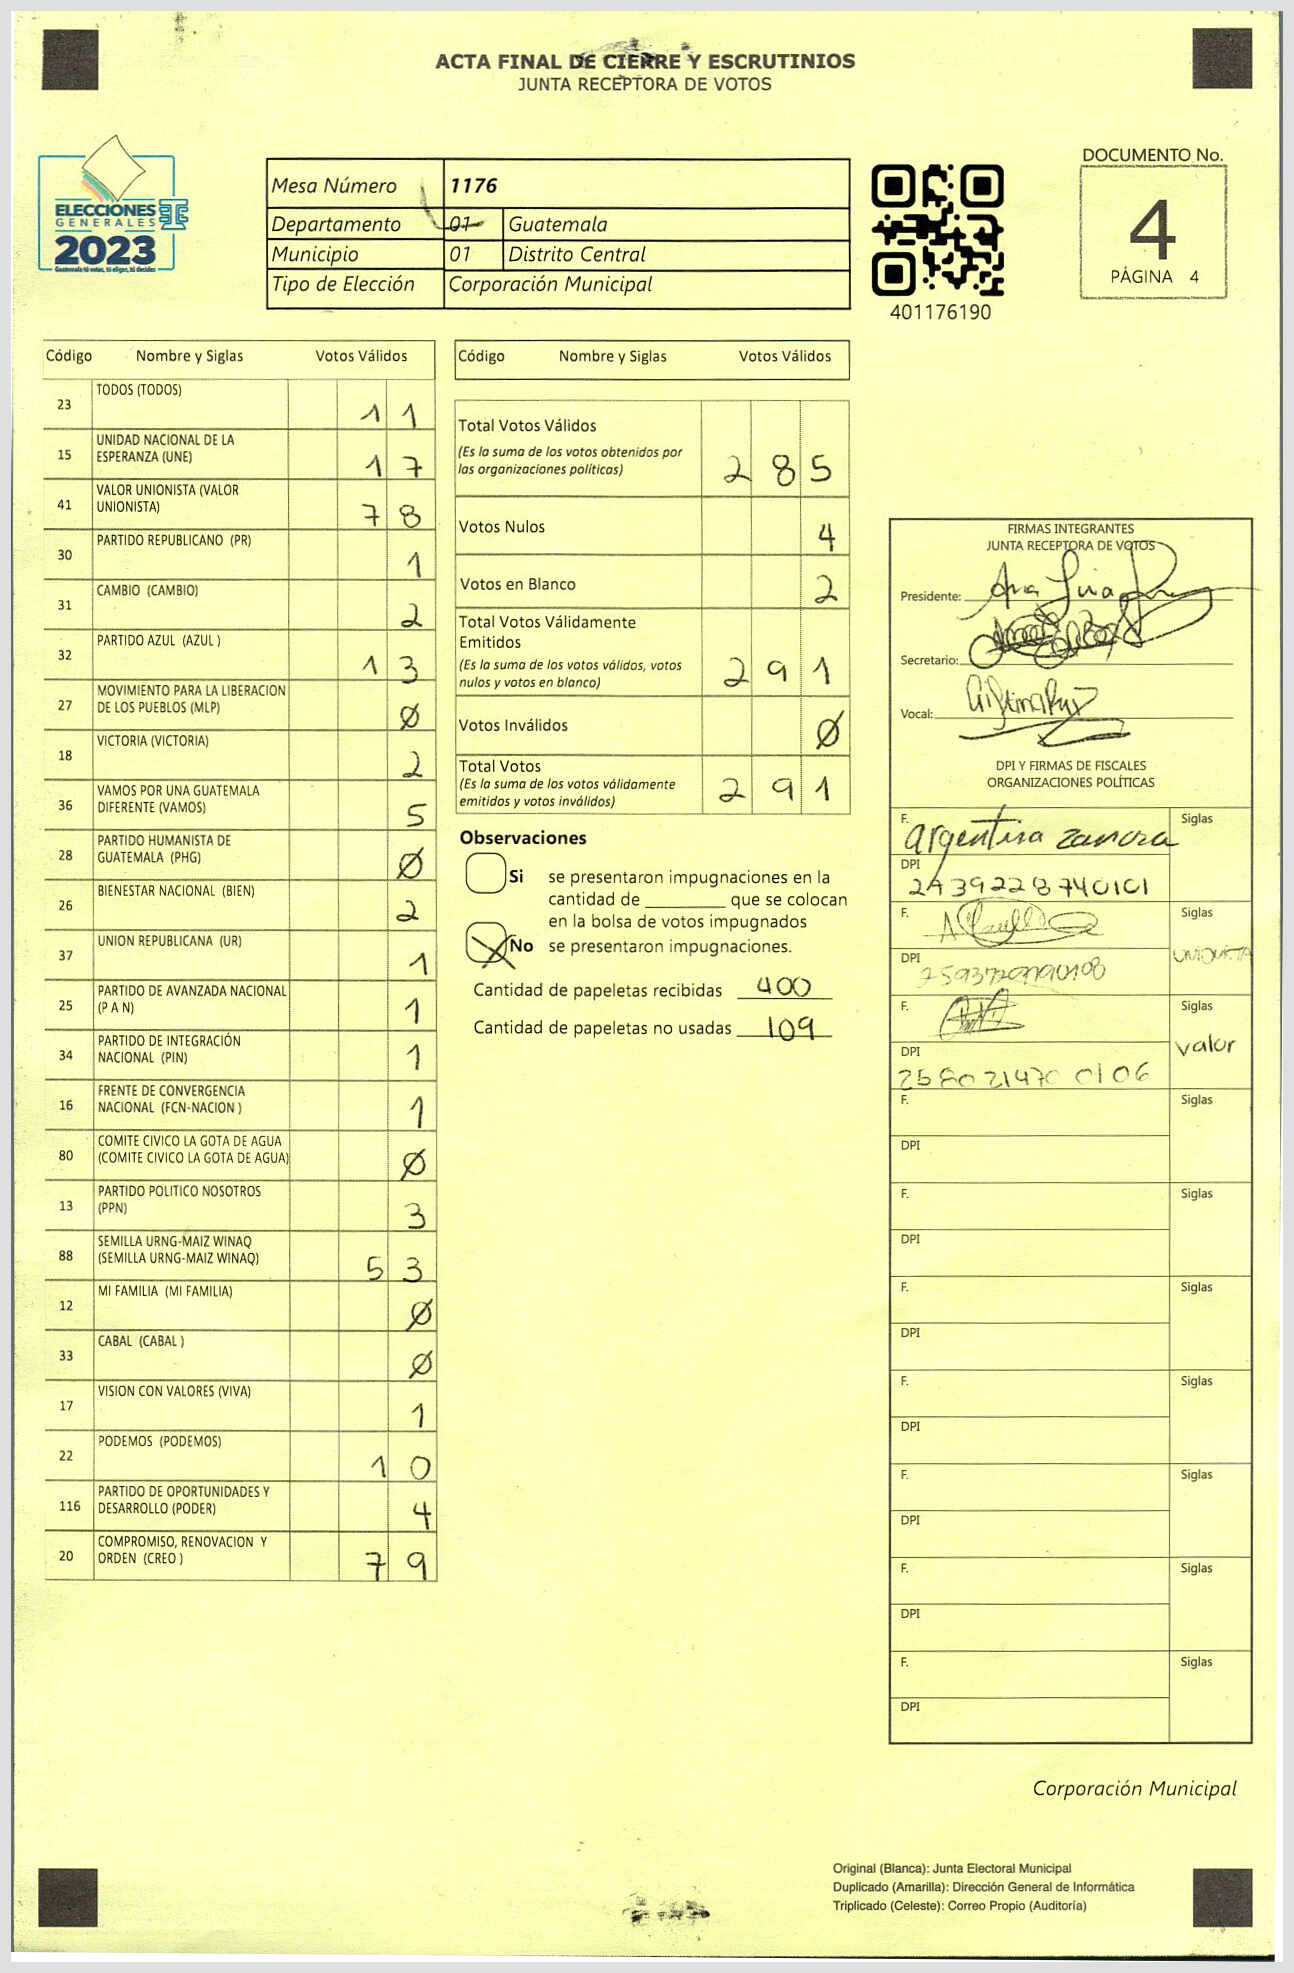 ACTA FINAL DE CIERRE Y ESCRUTINIOS
JUNTA RECEPTORA DE VOTOS
ELECCIONES
GENERALES
2023
Guatemala tú votas, tú eliges, tú decides
Mesa Número 1176
Departamento 01 Guatemala
Municipio 01 Distrito Central
Tipo de Elección Corporación Municipal
401176190
DOCUMENTO No.
4
PÁGINA 4
Código Nombre y Siglas Votos Válidos
23 TODOS (TODOS) 11
15 UNIDAD NACIONAL DE LA
ESPERANZA (UNE) 17
41 VALOR UNIONISTA (VALOR
UNIONISTA) 78
30 PARTIDO REPUBLICANO (PR) 1
31 CAMBIO (CAMBIO) 2
32 PARTIDO AZUL (AZUL ) 13
27 MOVIMIENTO PARA LA LIBERACION
DE LOS PUEBLOS (MLP) Ø
18 VICTORIA (VICTORIA) 2
36 VAMOS POR UNA GUATEMALA
DIFERENTE (VAMOS) 5
28 PARTIDO HUMANISTA DE
GUATEMALA (PHG) Ø
26 BIENESTAR NACIONAL (BIEN) 2
37 UNION REPUBLICANA (UR) 1
25 PARTIDO DE AVANZADA NACIONAL
(P A N) 1
34 PARTIDO DE INTEGRACIÓN
NACIONAL (PIN) 1
16 FRENTE DE CONVERGENCIA
NACIONAL (FCN-NACION ) 1
80 COMITE CIVICO LA GOTA DE AGUA
(COMITE CIVICO LA GOTA DE AGUA) Ø
13 PARTIDO POLITICO NOSOTROS
(PPN) 3
88 SEMILLA URNG-MAIZ WINAQ
(SEMILLA URNG-MAIZ WINAQ) 53
12 MI FAMILIA (MI FAMILIA) Ø
33 CABAL (CABAL ) Ø
17 VISION CON VALORES (VIVA) 1
22 PODEMOS (PODEMOS) 10
116 PARTIDO DE OPORTUNIDADES Y
DESARROLLO (PODER) 4
20 COMPROMISO, RENOVACION Y
ORDEN (CREO ) 79
Código Nombre y Siglas Votos Válidos
Total Votos Válidos
(Es la suma de los votos obtenidos por
las organizaciones políticas) 285
Votos Nulos 4
Votos en Blanco 2
Total Votos Válidamente
Emitidos
(Es la suma de los votos válidos, votos
nulos y votos en blanco) 291
Votos Inválidos Ø
Total Votos
(Es la suma de los votos válidamente
emitidos y votos inválidos) 291
Observaciones
Si se presentaron impugnaciones en la
cantidad de ________ que se colocan
en la bolsa de votos impugnados
No se presentaron impugnaciones.
Cantidad de papeletas recibidas 400
Cantidad de papeletas no usadas 109
FIRMAS INTEGRANTES
JUNTA RECEPTORA DE VOTOS
Presidente:
Secretario:
Vocal:
DPI Y FIRMAS DE FISCALES
ORGANIZACIONES POLÍTICAS
F. argentina zamora Siglas
DPI 2439228740101
F. Siglas
DPI
F. Siglas
valor
DPI 2580214700106
F. Siglas
DPI
F. Siglas
DPI
F. Siglas
DPI
F. Siglas
DPI
F. Siglas
DPI
F. Siglas
DPI
F. Siglas
DPI
Corporación Municipal
Original (Blanca): Junta Electoral Municipal
Duplicado (Amarilla): Dirección General de Informática
Triplicado (Celeste): Correo Propio (Auditoría)